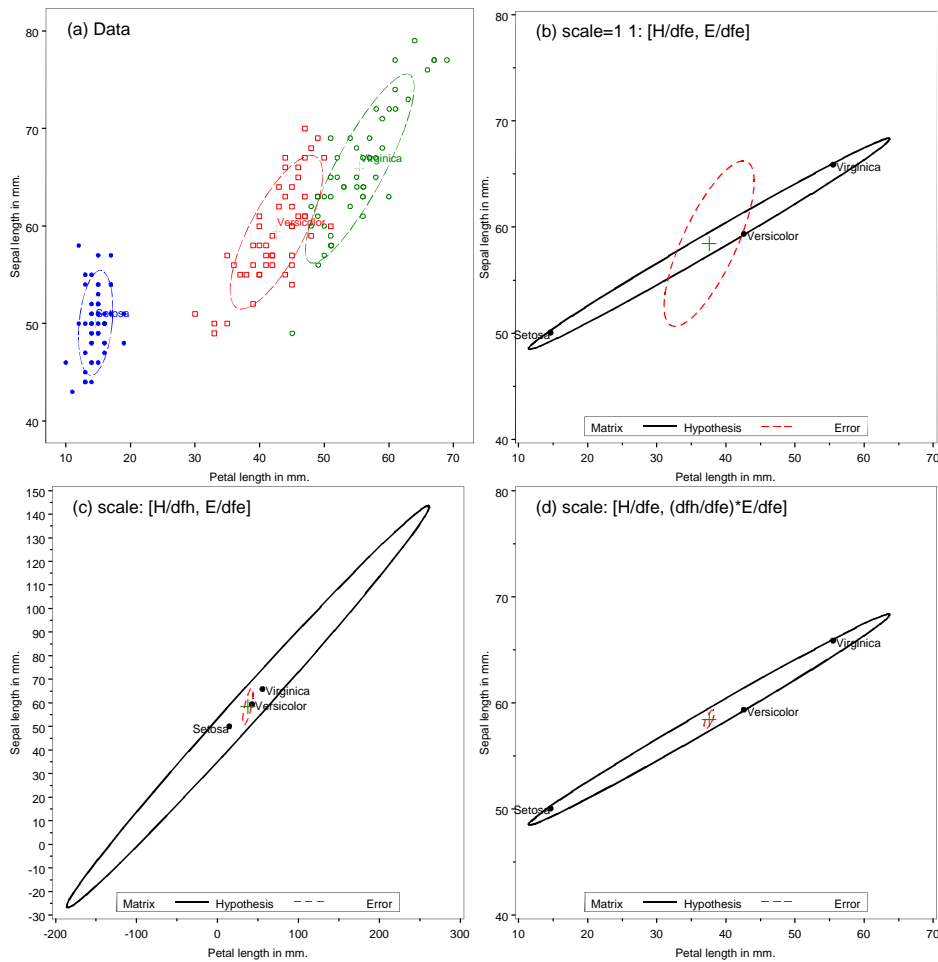 (a) Data
Sepal length in mm.
80
70
60
50
40
Virginica
Versicolor
Setosa
10 20 30 40 50 60 70
Petal length in mm.
(b) scale=1 1: [H/dfe, E/dfe]
Sepal length in mm.
80
70
60
50
40
Virginica
Versicolor
Setosa
Matrix Hypothesis Error
10 20 30 40 50 60 70
Petal length in mm.
(c) scale: [H/dfh, E/dfe]
Sepal length in mm.
150
140
130
120
110
100
90
80
70
60
50
40
30
20
10
0
-10
-20
-30
Virginica
Versicolor
Setosa
Matrix Hypothesis Error
-200 -100 0 100 200 300
Petal length in mm.
(d) scale: [H/dfe, (dfh/dfe)*E/dfe]
Sepal length in mm.
80
70
60
50
40
Virginica
Versicolor
Setosa
Matrix Hypothesis Error
10 20 30 40 50 60 70
Petal length in mm.